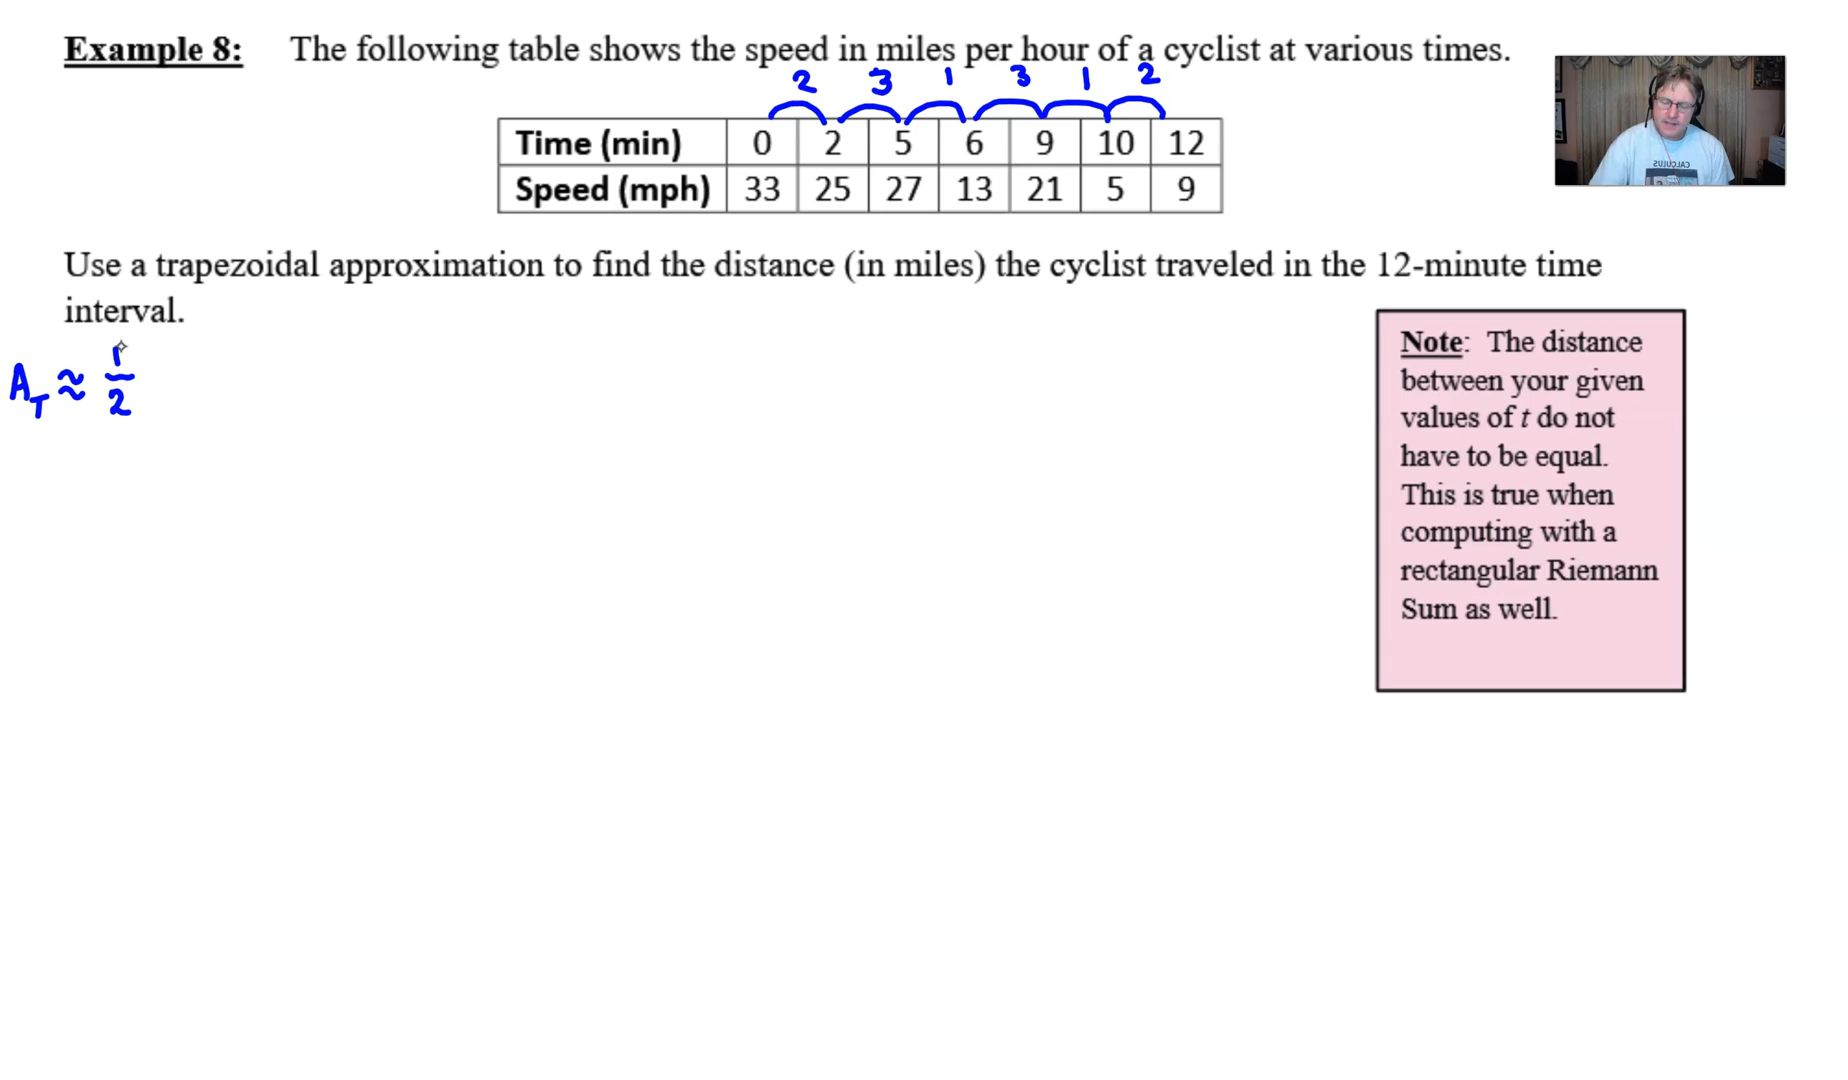 Example 8: The following table shows the speed in miles per hour of a cyclist at various times.
2 3 1 3 1 2
Time (min) 0 2 5 6 9 10 12
Speed (mph) 33 25 27 13 21 5 9
CALCULUS
Use a trapezoidal approximation to find the distance (in miles) the cyclist traveled in the 12-minute time
interval.
A_T ≈ 1/2
Note: The distance
between your given
values of t do not
have to be equal.
This is true when
computing with a
rectangular Riemann
Sum as well.